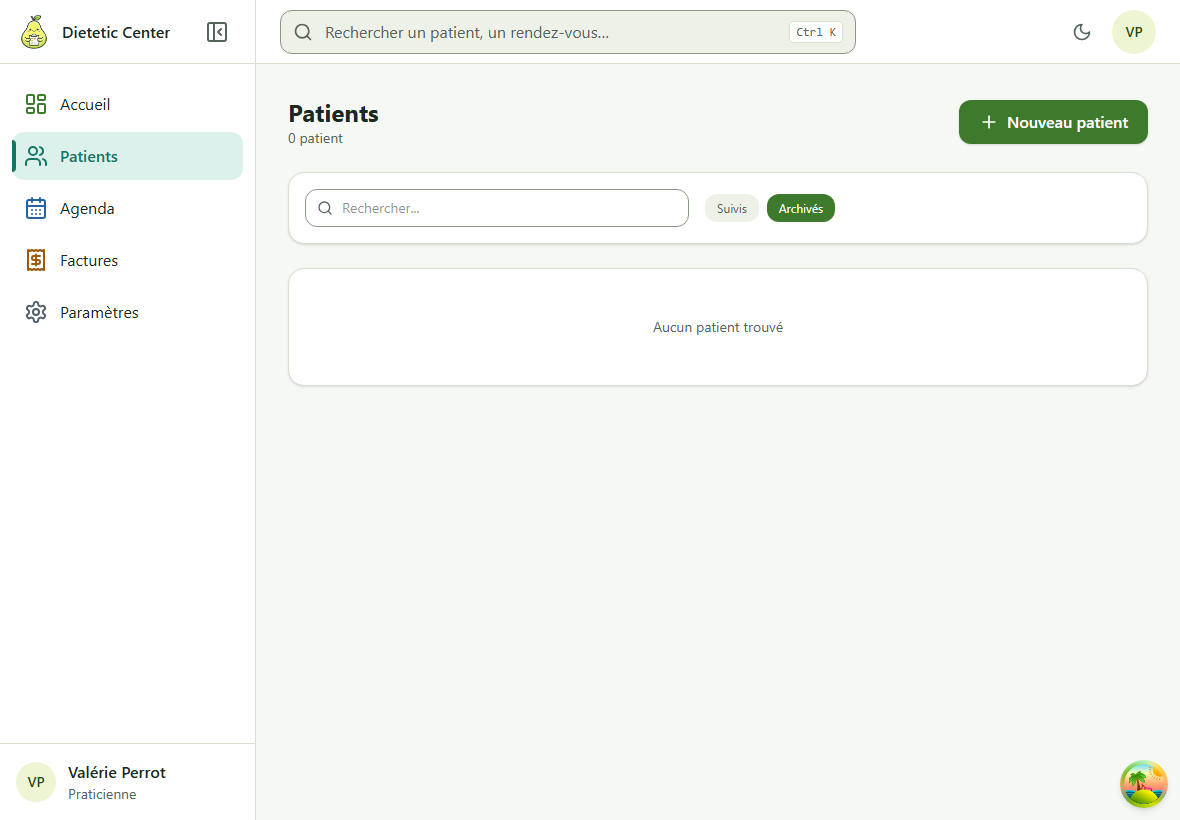 Dietetic Center
Rechercher un patient, un rendez-vous...
Ctrl K
VP
Accueil
Patients
Agenda
Factures
Paramètres
Patients
0 patient
Nouveau patient
Rechercher...
Suivis
Archivés
Aucun patient trouvé
VP
Valérie Perrot
Praticienne